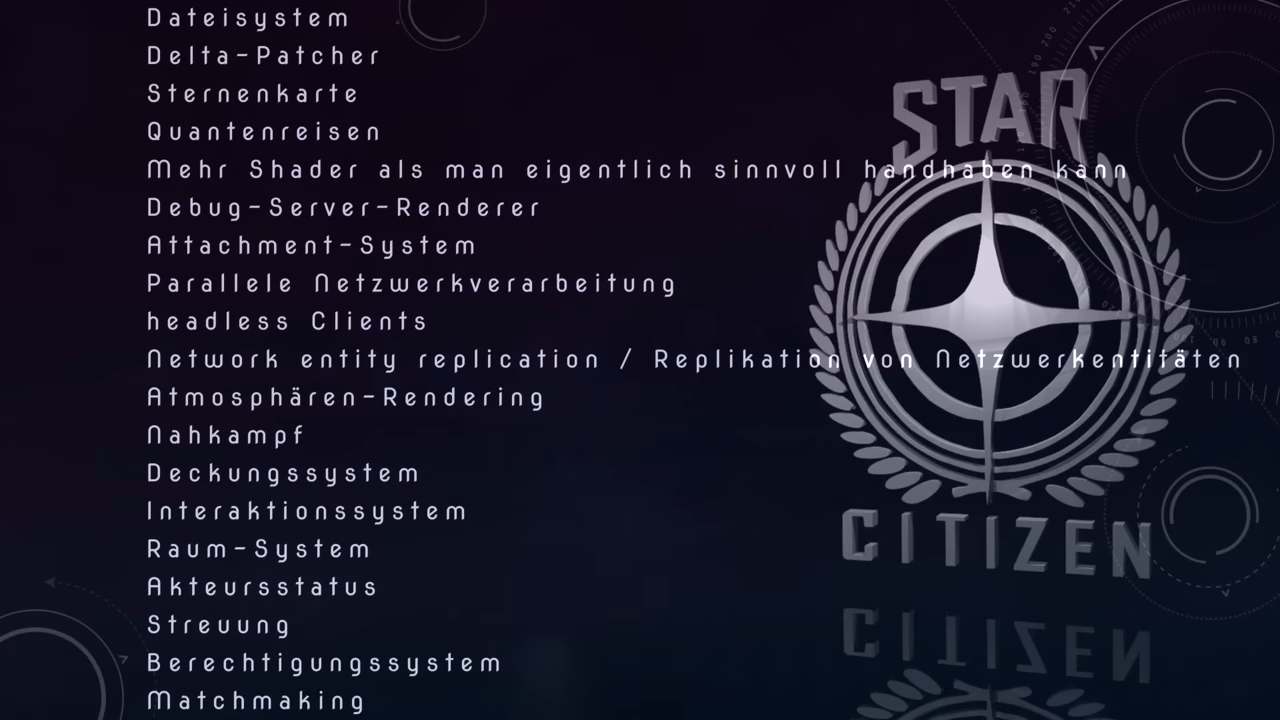 Dateisystem
Delta-Patcher
Sternenkarte
Quantenreisen
Mehr Shader als man eigentlich sinnvoll handhaben kann
Debug-Server-Renderer
Attachment-System
Parallele Netzwerkverarbeitung
headless Clients
Network entity replication / Replikation von Netzwerkentitäten
Atmosphären-Rendering
Nahkampf
Deckungssystem
Interaktionssystem
Raum-System
Akteursstatus
Streuung
Berechtigungssystem
Matchmaking
STAR
CITIZEN